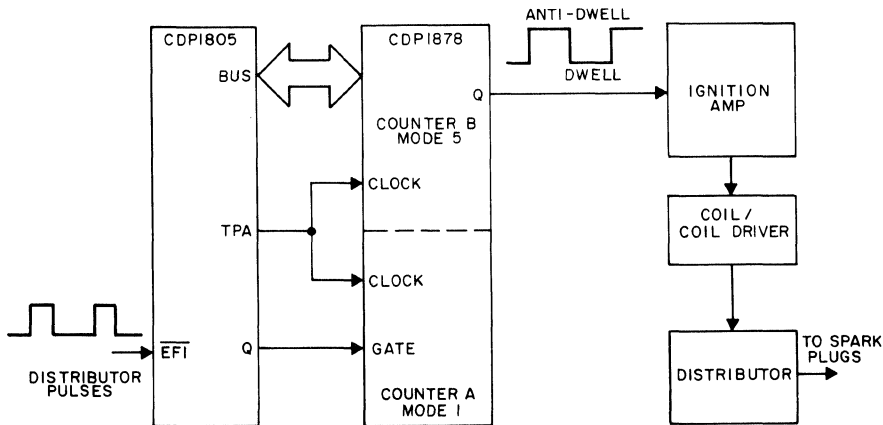 CDP1805
BUS
TPA
EF1
Q
DISTRIBUTOR
PULSES
CDP1878
Q
COUNTER B
MODE 5
CLOCK
CLOCK
GATE
COUNTER A
MODE 1
ANTI-DWELL
DWELL
IGNITION
AMP
COIL/
COIL DRIVER
DISTRIBUTOR
TO SPARK
PLUGS